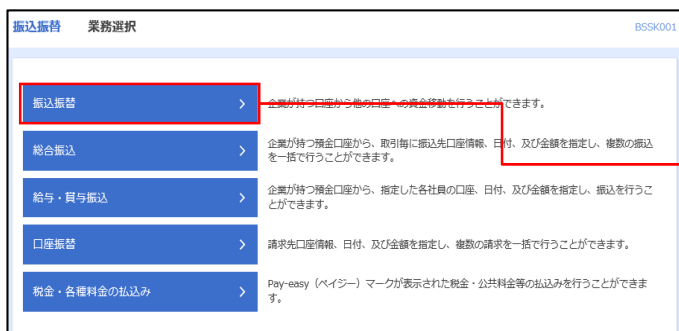 振込振替 業務選択 BSSK001
振込振替 企業が持つ口座から他の口座への資金移動を行うことができます。
総合振込 企業が持つ預金口座から、取引毎に振込先口座情報、日付、及び金額を指定し、複数の振込
を一括で行うことができます。
給与・賞与振込 企業が持つ預金口座から、指定した各社員の口座、日付、及び金額を指定し、振込を行うこ
とができます。
口座振替 請求先口座情報、日付、及び金額を指定し、複数の請求を一括で行うことができます。
税金・各種料金の払込み Pay-easy（ペイジー）マークが表示された税金・公共料金等の払込みを行うことができま
す。